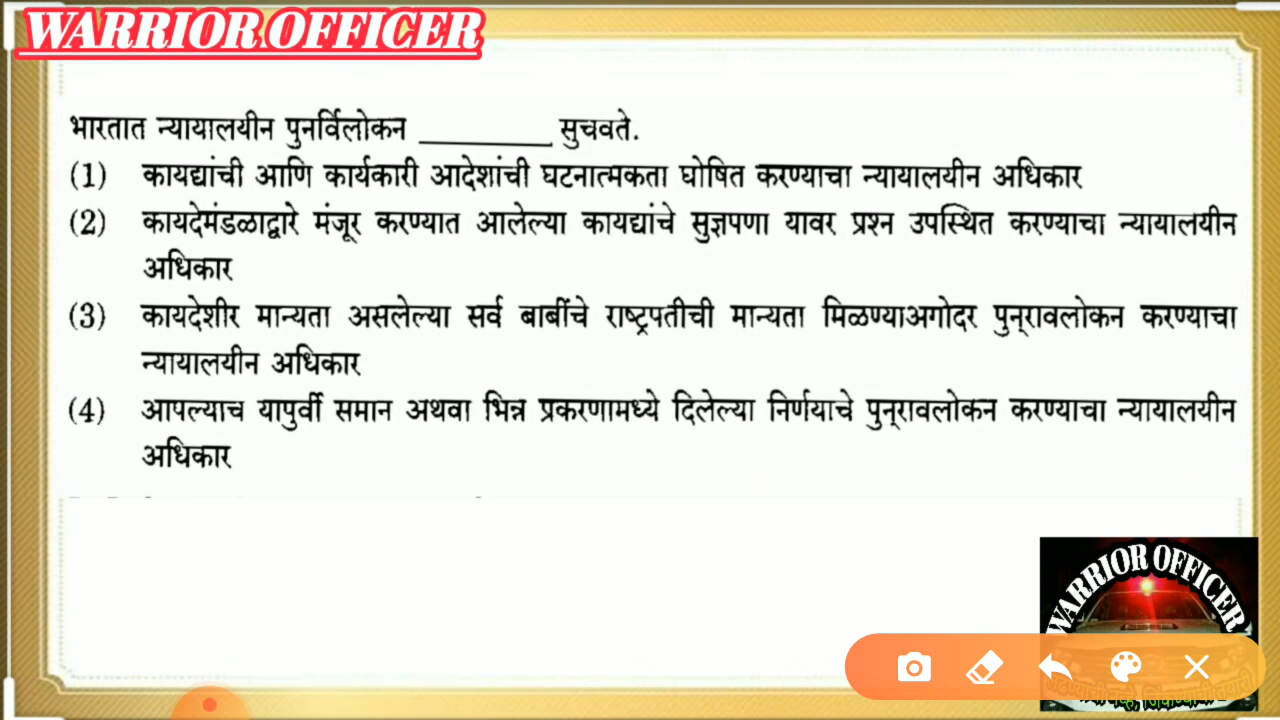 WARRIOR OFFICER
भारतात न्यायालयीन पुनर्विलोकन ________ सुचवते.
(1) कायद्यांची आणि कार्यकारी आदेशांची घटनात्मकता घोषित करण्याचा न्यायालयीन अधिकार
(2) कायदेमंडळाद्वारे मंजूर करण्यात आलेल्या कायद्यांचे सुज्ञपणा यावर प्रश्न उपस्थित करण्याचा न्यायालयीन
अधिकार
(3) कायदेशीर मान्यता असलेल्या सर्व बाबींचे राष्ट्रपतीची मान्यता मिळण्याअगोदर पुन्‌रावलोकन करण्याचा
न्यायालयीन अधिकार
(4) आपल्याच यापुर्वी समान अथवा भिन्न प्रकरणामध्ये दिलेल्या निर्णयाचे पुन्‌रावलोकन करण्याचा न्यायालयीन
अधिकार
WARRIOR OFFICER